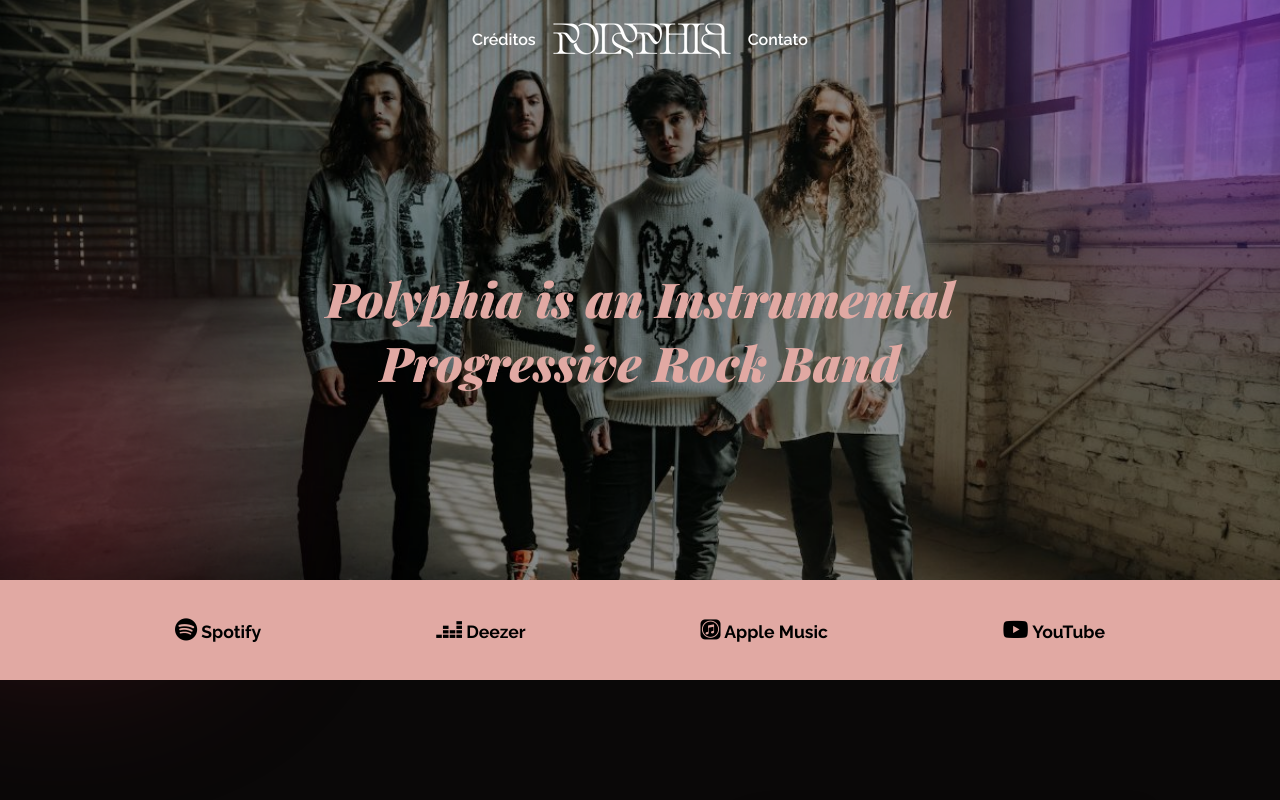 Créditos POLYPHIA Contato
Polyphia is an Instrumental
Progressive Rock Band
Spotify Deezer Apple Music YouTube